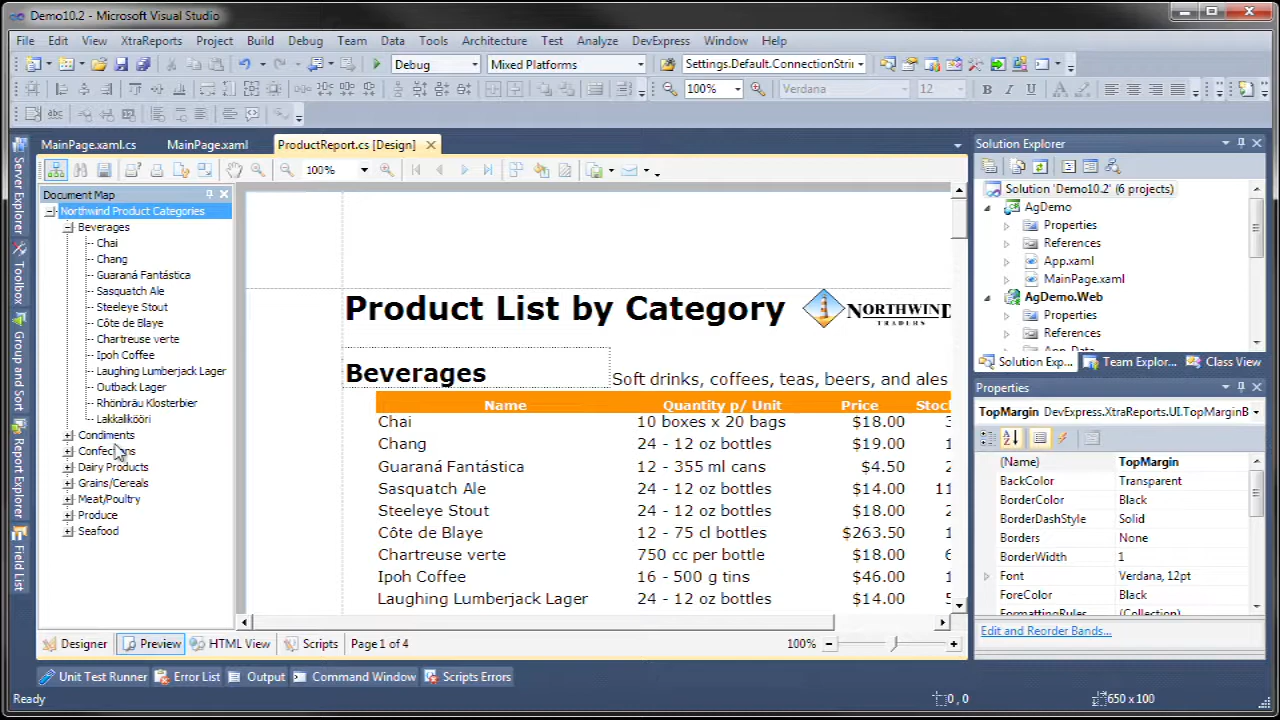 Demo10.2 - Microsoft Visual Studio
File Edit View XtraReports Project Build Debug Team Data Tools Architecture Test Analyze DevExpress Window Help
Debug Mixed Platforms Settings.Default.ConnectionStrin
100% Verdana 12 B I U A
abc
Server Explorer
Toolbox
Group and Sort
Report Explorer
Field List
MainPage.xaml.cs MainPage.xaml ProductReport.cs [Design]
100%
Document Map
Northwind Product Categories
Beverages
Chai
Chang
Guaraná Fantástica
Sasquatch Ale
Steeleye Stout
Côte de Blaye
Chartreuse verte
Ipoh Coffee
Laughing Lumberjack Lager
Outback Lager
Rhönbräu Klosterbier
Lakkalikööri
Condiments
Confections
Dairy Products
Grains/Cereals
Meat/Poultry
Produce
Seafood
Product List by Category NORTHWIND
TRADERS
Beverages Soft drinks, coffees, teas, beers, and ales
Name Quantity p/ Unit Price Stock
Chai 10 boxes x 20 bags $18.00
Chang 24 - 12 oz bottles $19.00
Guaraná Fantástica 12 - 355 ml cans $4.50
Sasquatch Ale 24 - 12 oz bottles $14.00 11
Steeleye Stout 24 - 12 oz bottles $18.00
Côte de Blaye 12 - 75 cl bottles $263.50
Chartreuse verte 750 cc per bottle $18.00
Ipoh Coffee 16 - 500 g tins $46.00
Laughing Lumberjack Lager 24 - 12 oz bottles $14.00
Designer Preview HTML View Scripts Page 1 of 4 100%
Solution Explorer
Solution 'Demo10.2' (6 projects)
AgDemo
Properties
References
App.xaml
MainPage.xaml
AgDemo.Web
Properties
References
App_Data
Solution Exp... Team Explor... Class View
Properties
TopMargin DevExpress.XtraReports.UI.TopMarginB
(Name) TopMargin
BackColor Transparent
BorderColor Black
BorderDashStyle Solid
Borders None
BorderWidth 1
Font Verdana, 12pt
ForeColor Black
FormattingRules (Collection)
Edit and Reorder Bands...
Unit Test Runner Error List Output Command Window Scripts Errors
Ready 0 , 0 650 x 100